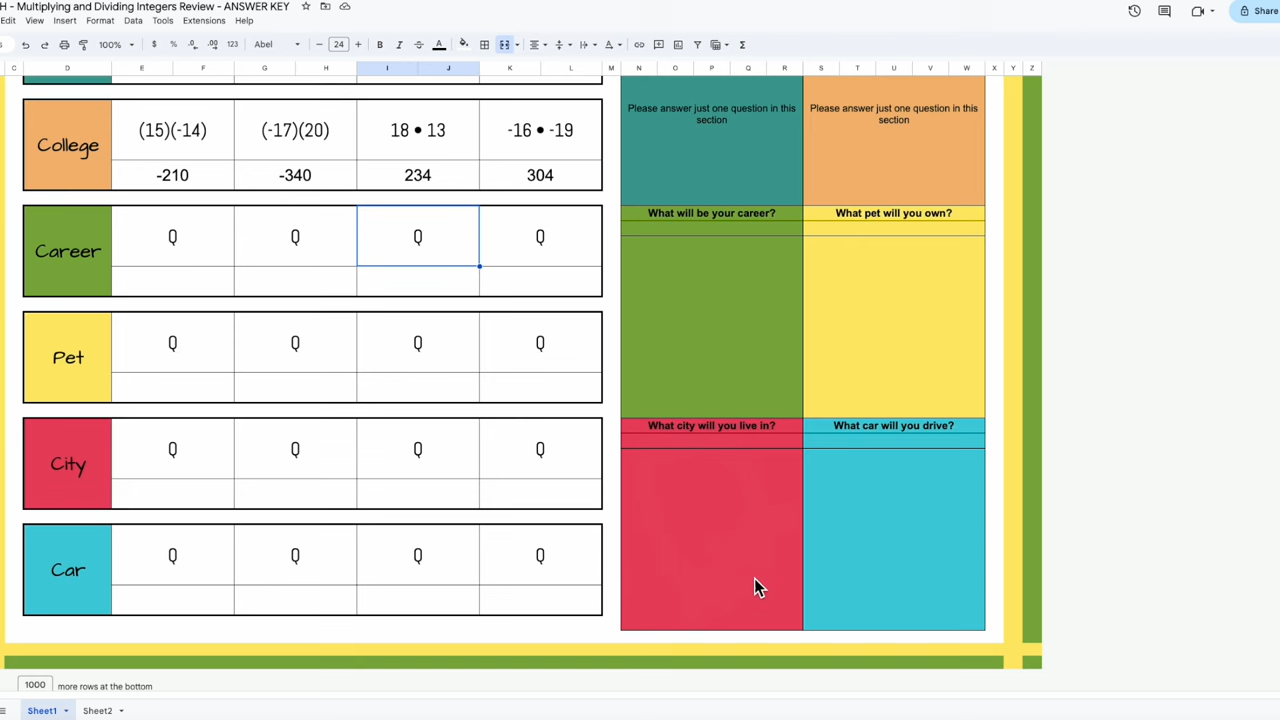 H - Multiplying and Dividing Integers Review - ANSWER KEY
Edit View Insert Format Data Tools Extensions Help
Share
100% $ % .0 .00 123 Abel 24 B I A
C D E F G H I J K L M N O P Q R S T U V W X Y Z
College
(15)(-14) (-17)(20) 18 • 13 -16 • -19
-210 -340 234 304
Career
Q Q Q Q
Pet
Q Q Q Q
City
Q Q Q Q
Car
Q Q Q Q
Please answer just one question in this
section
Please answer just one question in this
section
What will be your career?
What pet will you own?
What city will you live in?
What car will you drive?
1000 more rows at the bottom
Sheet1 Sheet2